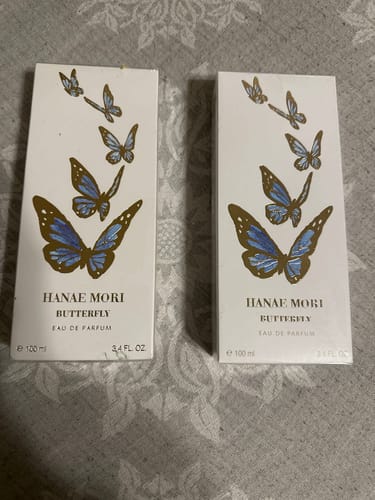 HANAE MORI
BUTTERFLY
EAU DE PARFUM
e 100 ml 3.4 FL. OZ.
HANAE MORI
BUTTERFLY
EAU DE PARFUM
e 100 ml 3.4 FL. OZ.